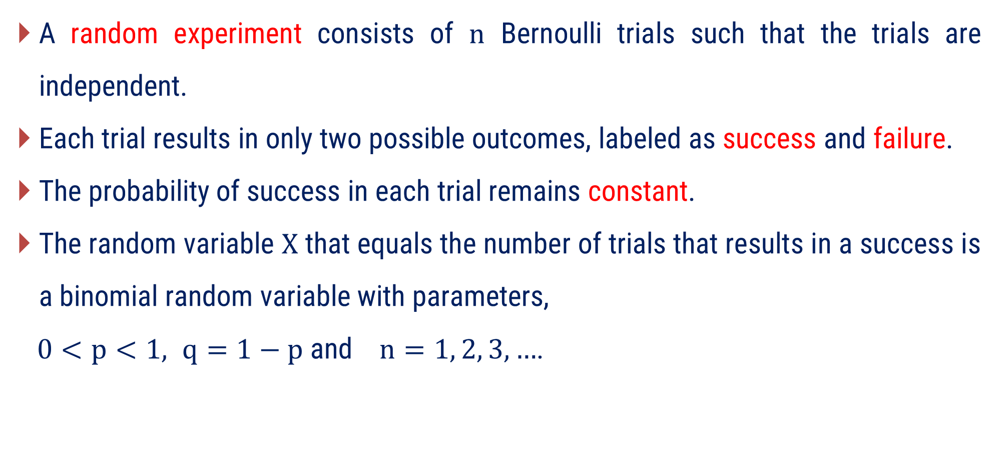 A random experiment consists of n Bernoulli trials such that the trials are
independent.
Each trial results in only two possible outcomes, labeled as success and failure.
The probability of success in each trial remains constant.
The random variable X that equals the number of trials that results in a success is
a binomial random variable with parameters,
0 < p < 1, q = 1 − p and n = 1, 2, 3, ….